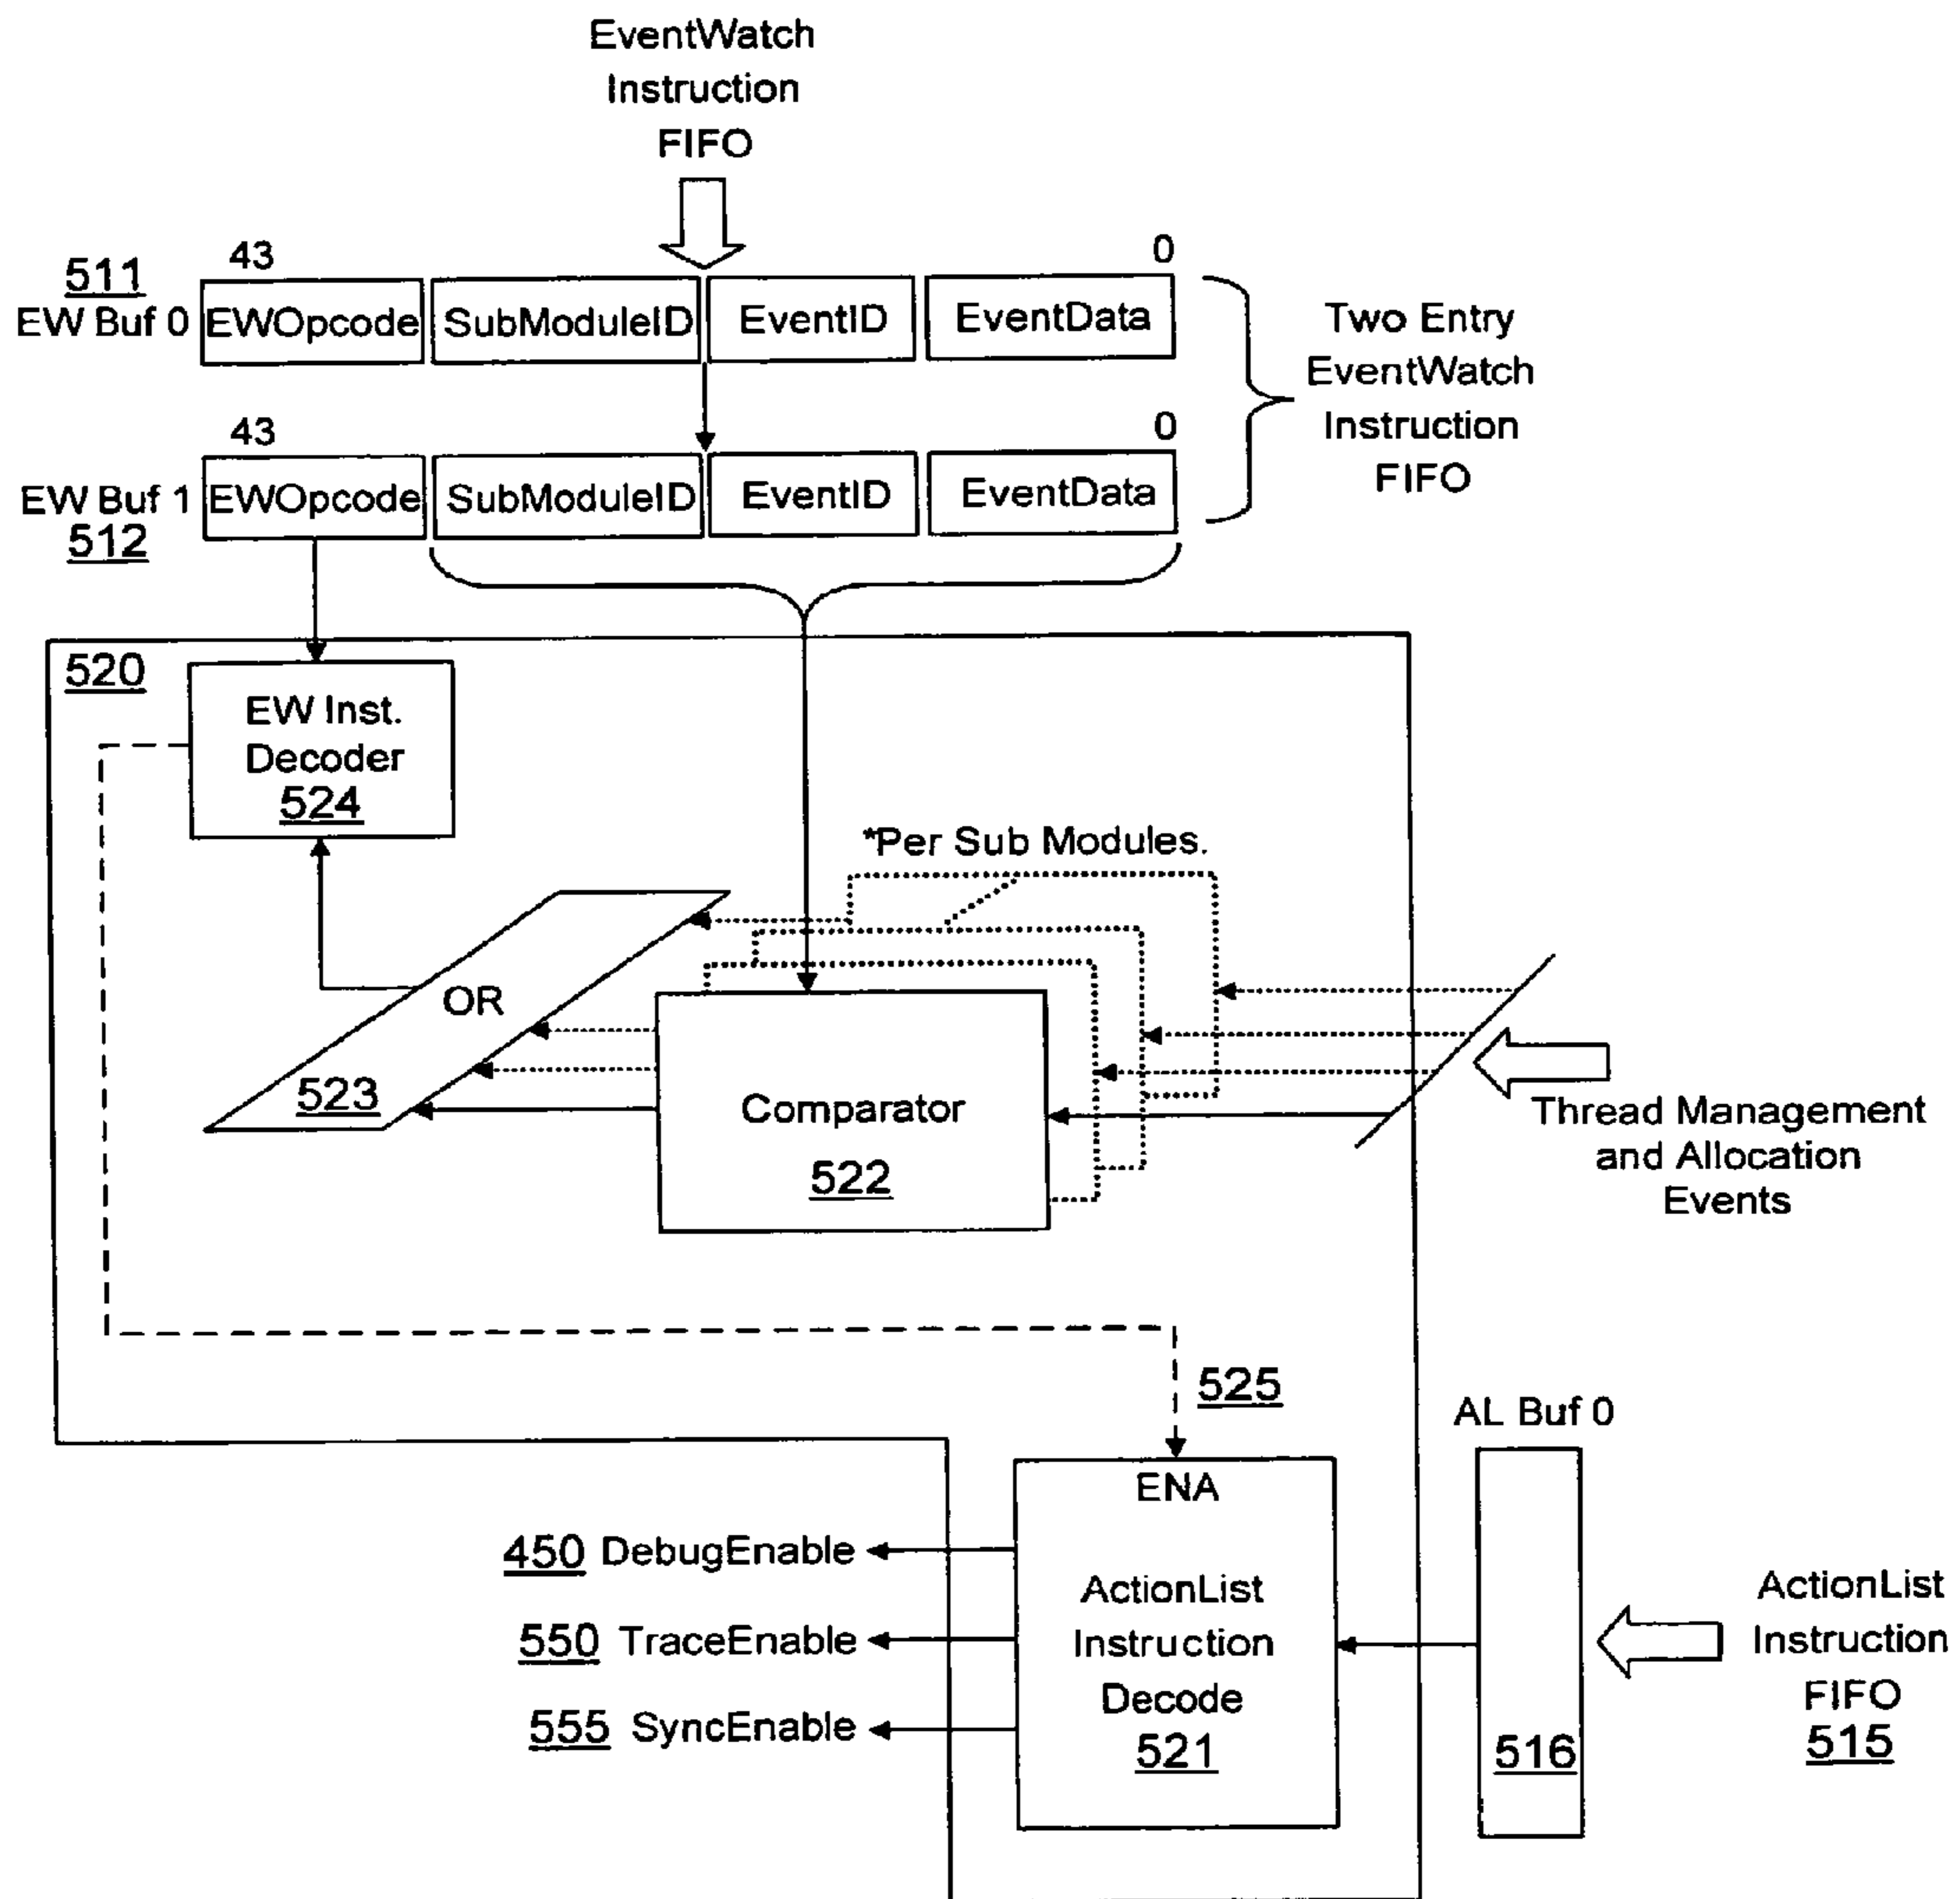 EventWatch
Instruction
FIFO
43
0
511
EW Buf 0
EWOpcode
SubModuleID
EventID
EventData
Two Entry
EventWatch
Instruction
FIFO
43
0
EW Buf 1
512
EWOpcode
SubModuleID
EventID
EventData
520
EW Inst.
Decoder
524
*Per Sub Modules.
OR
523
Comparator
522
Thread Management
and Allocation
Events
525
AL Buf 0
ENA
ActionList
Instruction
Decode
521
450 DebugEnable
550 TraceEnable
555 SyncEnable
516
ActionList
Instruction
FIFO
515